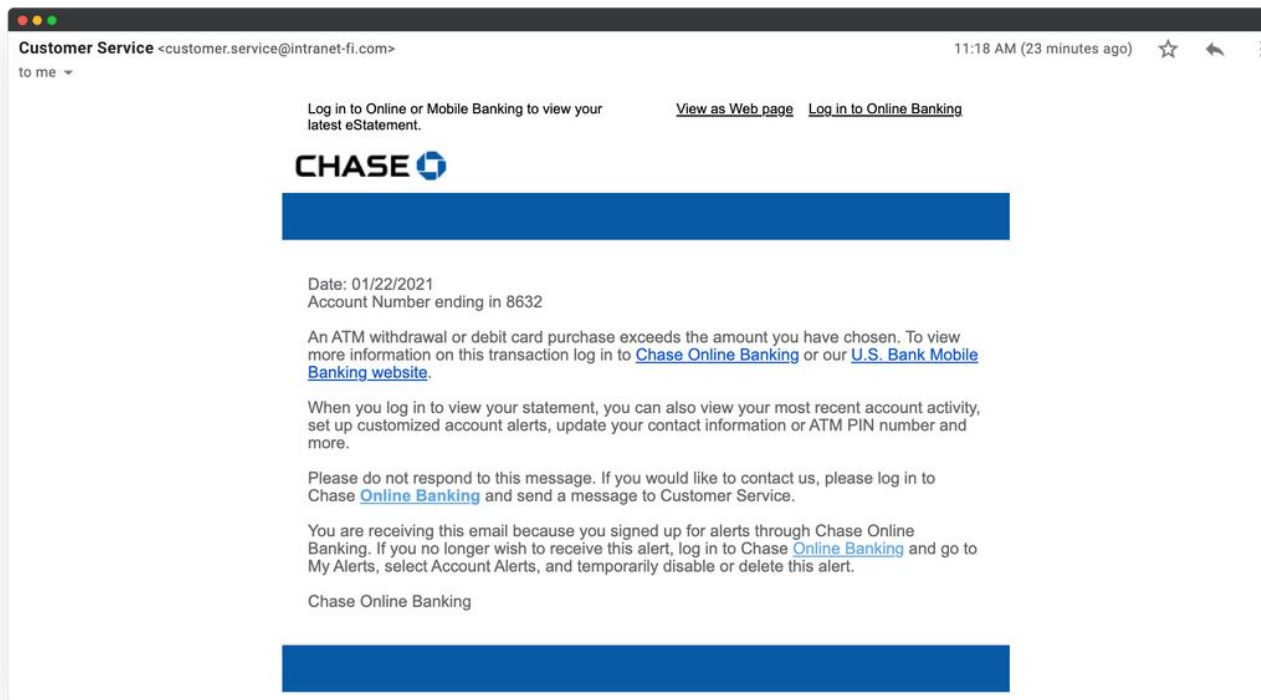 Customer Service <customer.service@intranet-fi.com>
11:18 AM (23 minutes ago)
to me
Log in to Online or Mobile Banking to view your
latest eStatement.
View as Web page Log in to Online Banking
CHASE
Date: 01/22/2021
Account Number ending in 8632
An ATM withdrawal or debit card purchase exceeds the amount you have chosen. To view
more information on this transaction log in to Chase Online Banking or our U.S. Bank Mobile
Banking website.
When you log in to view your statement, you can also view your most recent account activity,
set up customized account alerts, update your contact information or ATM PIN number and
more.
Please do not respond to this message. If you would like to contact us, please log in to
Chase Online Banking and send a message to Customer Service.
You are receiving this email because you signed up for alerts through Chase Online
Banking. If you no longer wish to receive this alert, log in to Chase Online Banking and go to
My Alerts, select Account Alerts, and temporarily disable or delete this alert.
Chase Online Banking